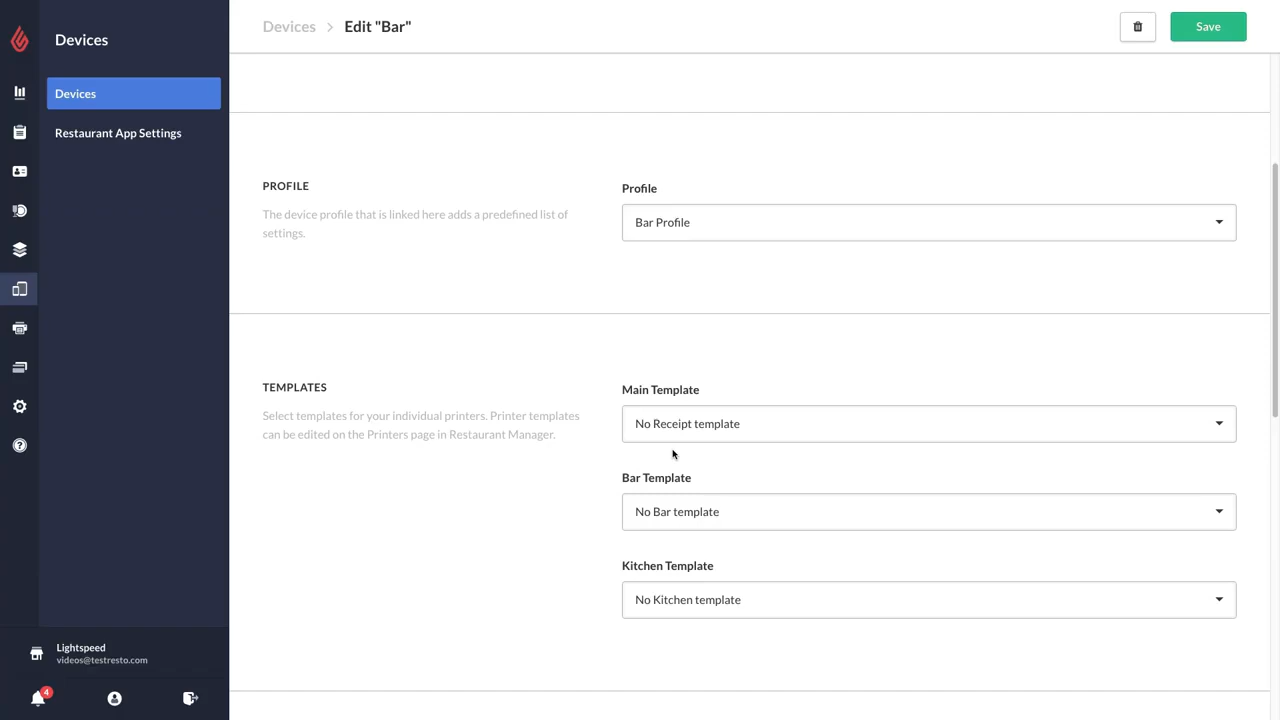 Devices
Devices > Edit "Bar"
Save
Devices
Restaurant App Settings
PROFILE
The device profile that is linked here adds a predefined list of
settings.
Profile
Bar Profile
TEMPLATES
Select templates for your individual printers. Printer templates
can be edited on the Printers page in Restaurant Manager.
Main Template
No Receipt template
Bar Template
No Bar template
Kitchen Template
No Kitchen template
Lightspeed
videos@testresto.com
4